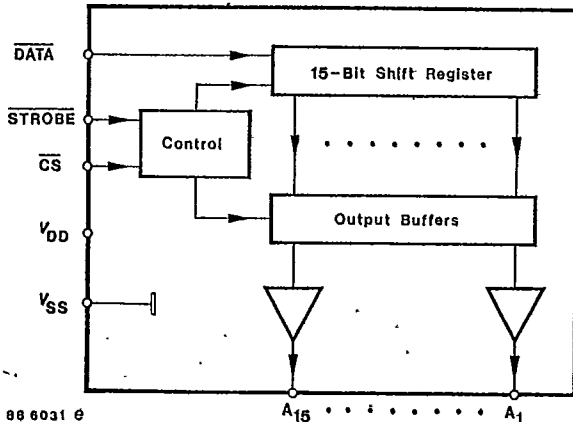 DATA
15-Bit Shift Register
STROBE
Control
CS
Output Buffers
VDD
VSS
88 6031 e
A15 A1